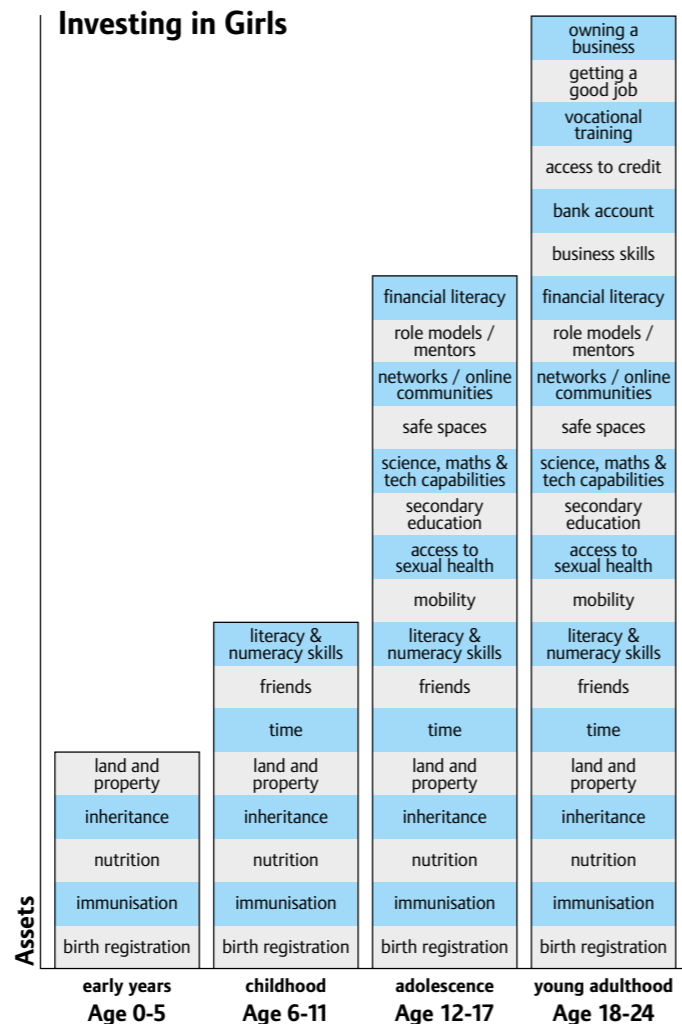 Investing in Girls
Assets
land and
property
inheritance
nutrition
immunisation
birth registration
early years
Age 0-5
literacy &
numeracy skills
friends
time
land and
property
inheritance
nutrition
immunisation
birth registration
childhood
Age 6-11
financial literacy
role models /
mentors
networks / online
communities
safe spaces
science, maths &
tech capabilities
secondary
education
access to
sexual health
mobility
literacy &
numeracy skills
friends
time
land and
property
inheritance
nutrition
immunisation
birth registration
adolescence
Age 12-17
owning a
business
getting a
good job
vocational
training
access to credit
bank account
business skills
financial literacy
role models /
mentors
networks / online
communities
safe spaces
science, maths &
tech capabilities
secondary
education
access to
sexual health
mobility
literacy &
numeracy skills
friends
time
land and
property
inheritance
nutrition
immunisation
birth registration
young adulthood
Age 18-24